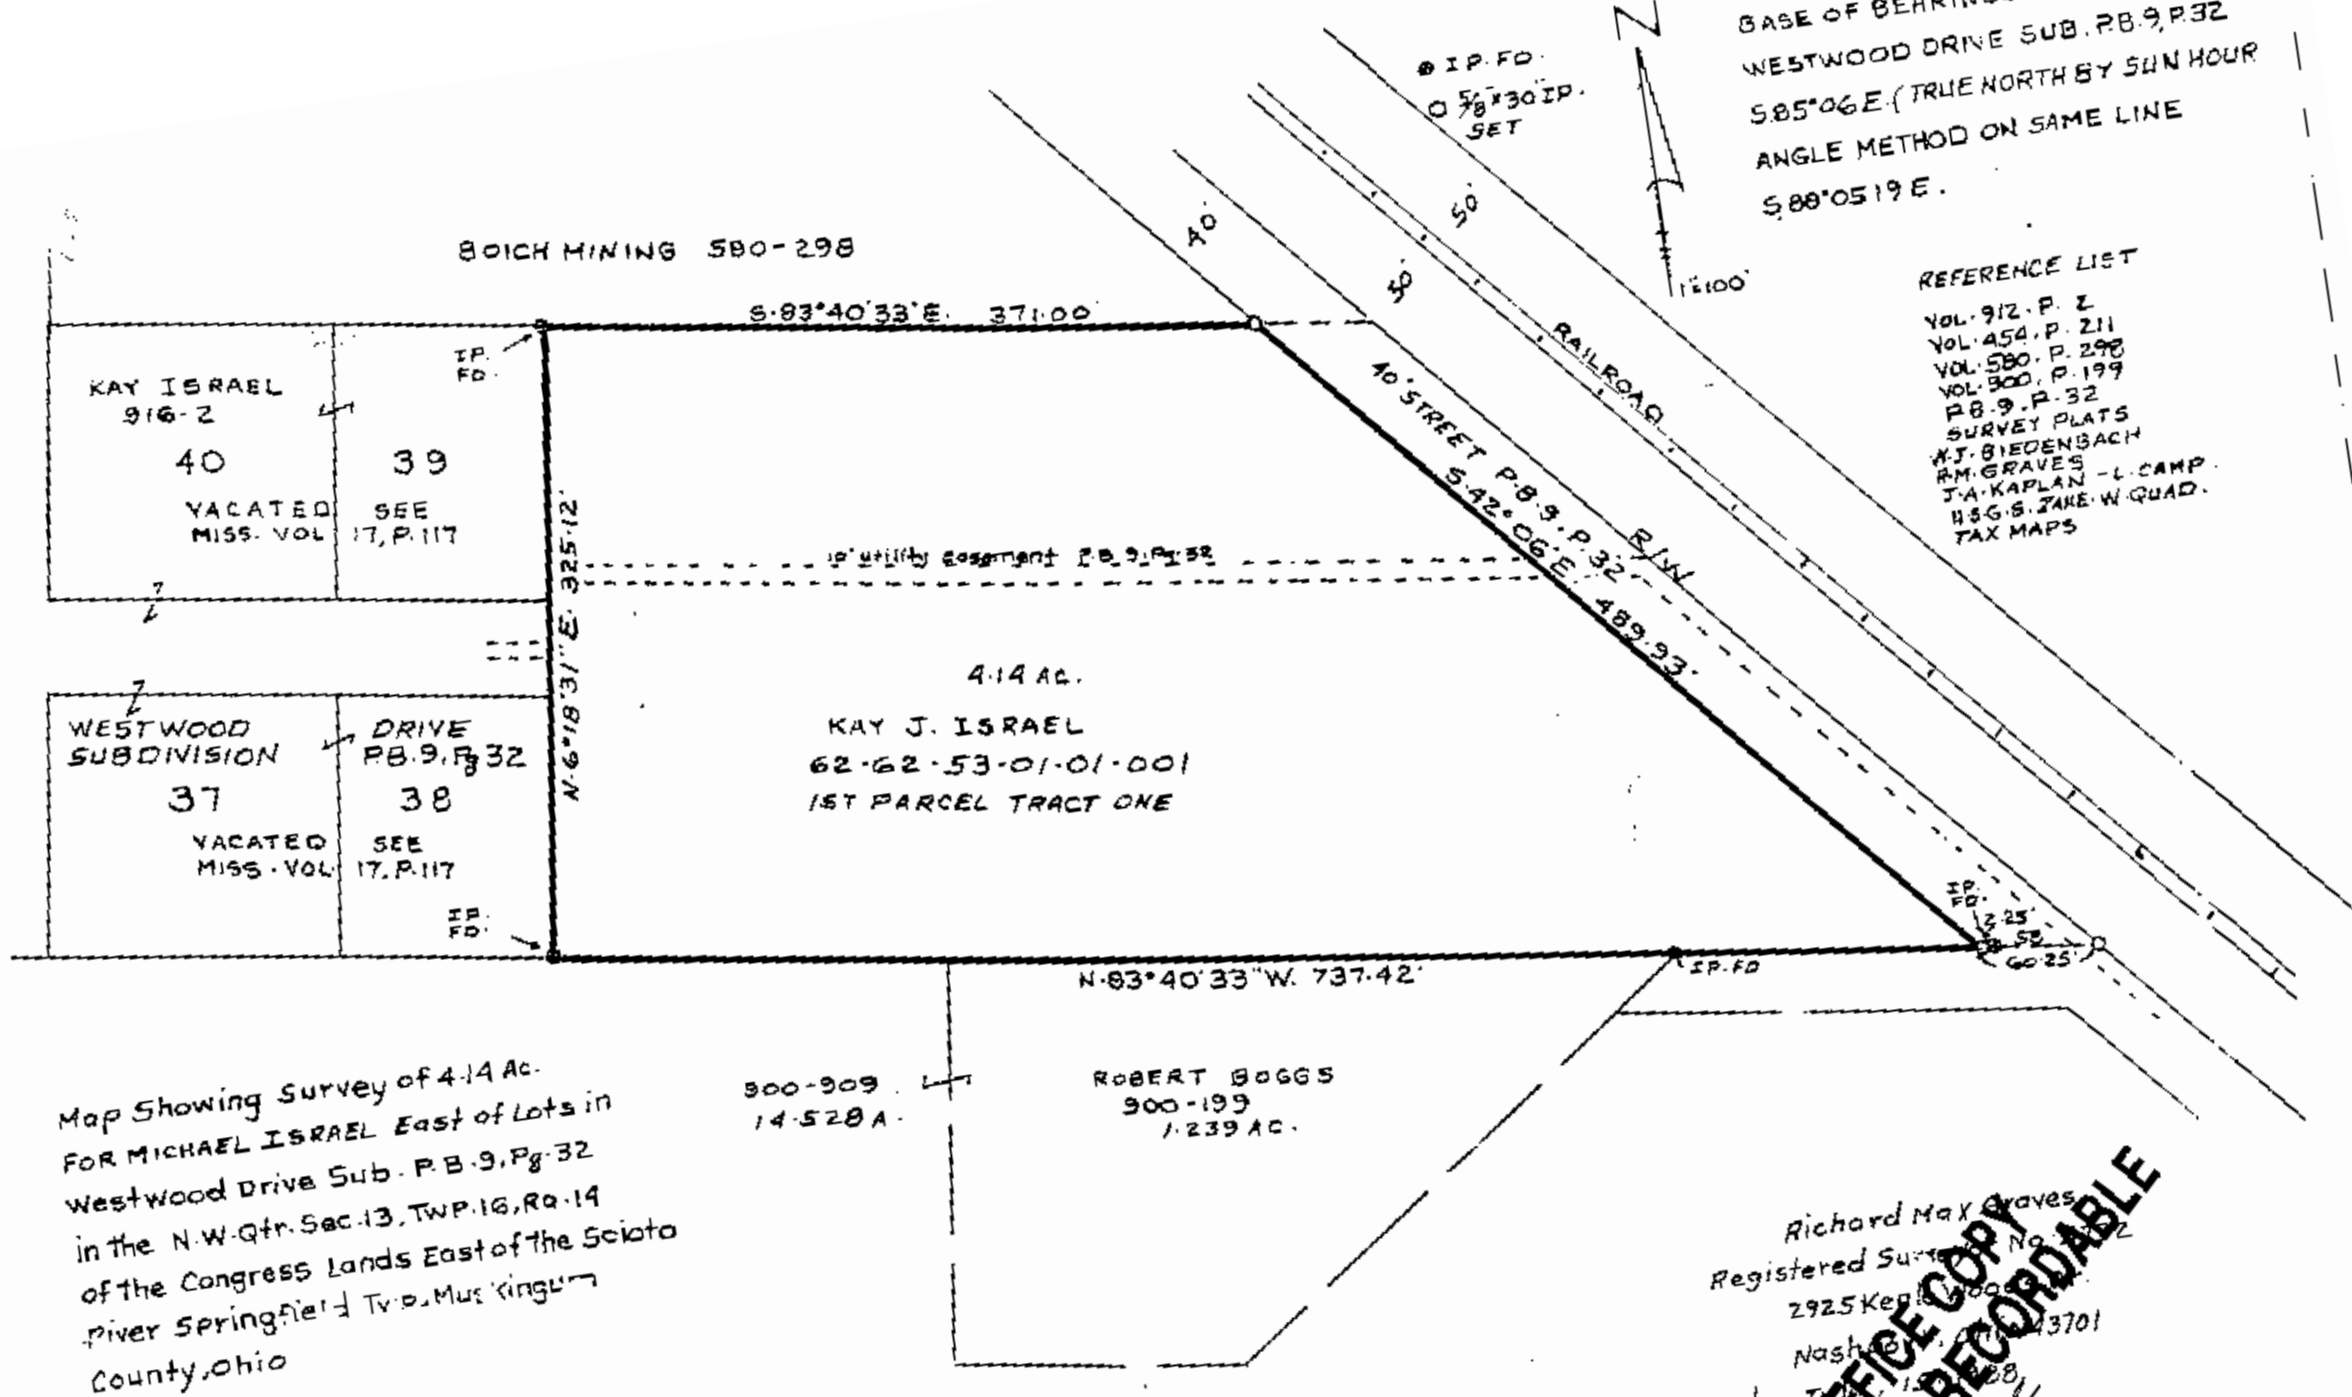 I.P. FD.
5/8"x30" I.P.
SET
WESTWOOD DRIVE SUB. P.B.9, P.32
S.85°06'E. (TRUE NORTH BY SUN HOUR
ANGLE METHOD ON SAME LINE
S.88°05'19"E.
1"=100'
REFERENCE LIST
VOL. 912, P. 2
VOL. 454, P. 211
VOL. 580, P. 298
VOL. 900, P. 199
P.B.9, P.32
SURVEY PLATS
BIEDENBACH
R.M. GRAVES
J.A. KAPLAN - L. CAMP.
U.S.G.S. ZANE. W. QUAD.
TAX MAPS
BOICH MINING 580-298
S.83°40'33"E. 371.00'
40'
50'
50'
RAILROAD
40' STREET P.B.9, P.32
R/W
S.42°06'E. 489.93'
I.P.
FD.
KAY ISRAEL
916-2
40
39
VACATED SEE
MISS. VOL 17, P.117
N.6°18'31"E. 325.12'
10' utility easement P.B.9, Pg.32
4.14 AC.
KAY J. ISRAEL
62-62-53-01-01-001
1ST PARCEL TRACT ONE
WESTWOOD DRIVE
SUBDIVISION P.B.9, Pg 32
37
38
VACATED SEE
MISS. VOL 17, P.117
I.P.
FD.
I.P.
FD.
2.25'
58'
60.25'
N.83°40'33"W. 737.42'
I.P. FD
900-909
14.528 A.
ROBERT BOGGS
900-199
1.239 AC.
Map Showing Survey of 4.14 Ac.
FOR MICHAEL ISRAEL East of Lots in
Westwood Drive Sub. P.B.9, Pg.32
in the N.W. Qtr. Sec.13, TWP.16, Ra.14
of the Congress Lands East of the Scioto
River Springfield Twp. Muskingum
County, Ohio
Richard Max Graves
Registered
2925
43701
OFFICE COPY
RECORDABLE